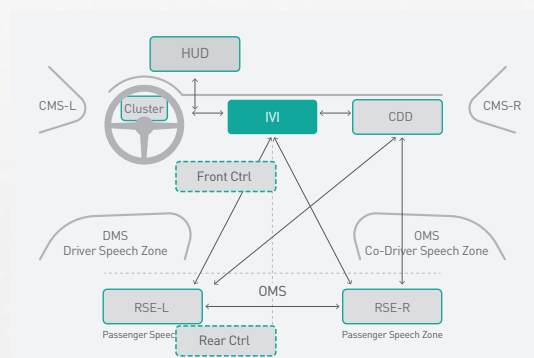 HUD
CMS-L
Cluster
IVI
CDD
CMS-R
Front Ctrl
DMS
Driver Speech Zone
OMS
Co-Driver Speech Zone
OMS
RSE-L
RSE-R
Passenger
Passenger Speech Zone
Rear Ctrl